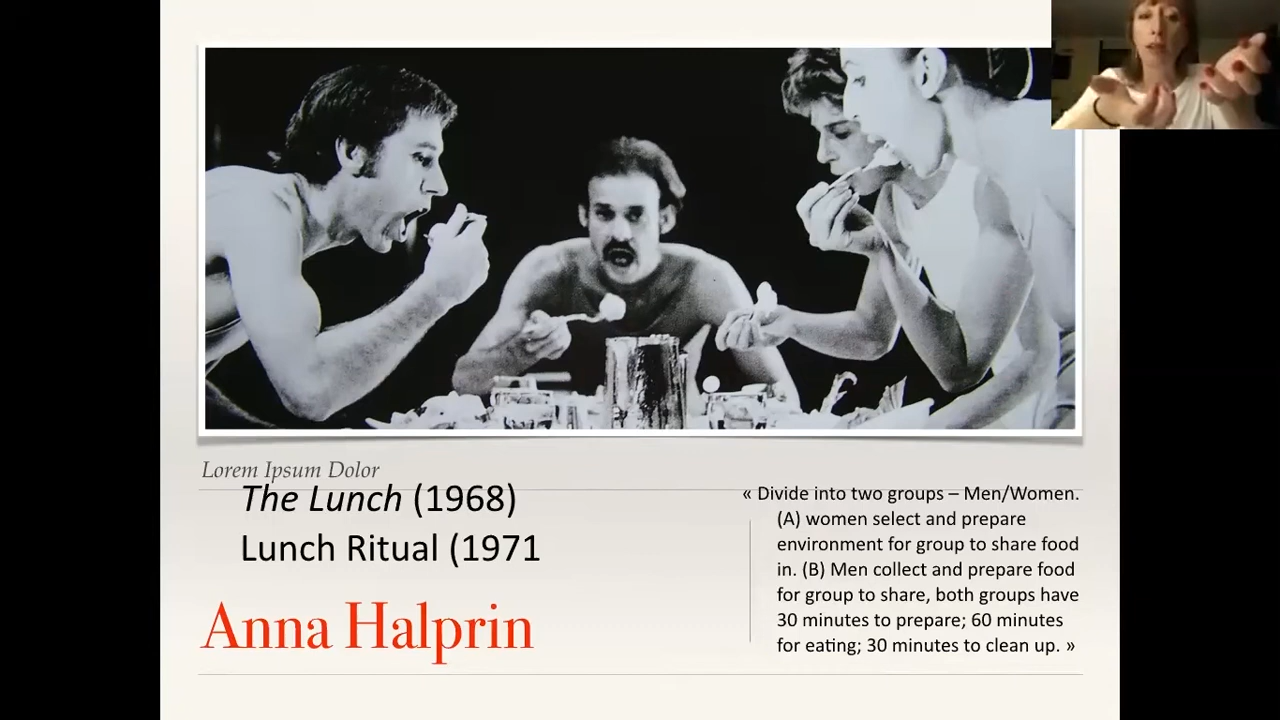 Lorem Ipsum Dolor
The Lunch (1968)
Lunch Ritual (1971
Anna Halprin
« Divide into two groups – Men/Women.
(A) women select and prepare
environment for group to share food
in. (B) Men collect and prepare food
for group to share, both groups have
30 minutes to prepare; 60 minutes
for eating; 30 minutes to clean up. »